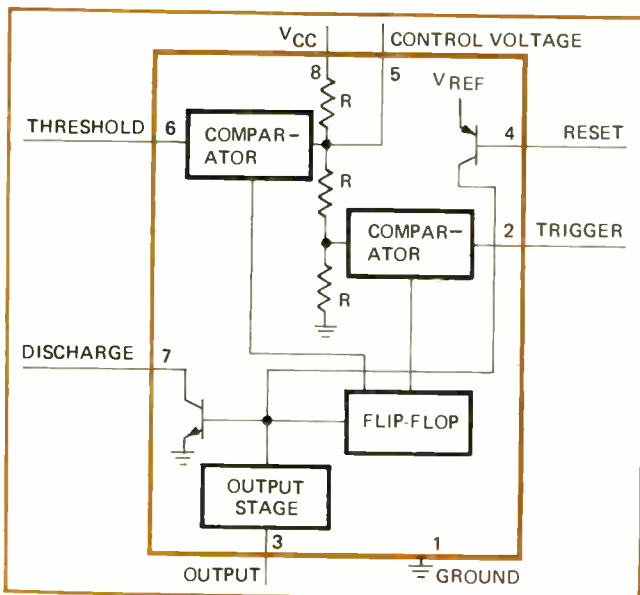 VCC
CONTROL VOLTAGE
8
5
R
VREF
THRESHOLD
6
COMPAR-
ATOR
4
RESET
R
COMPAR-
ATOR
2
TRIGGER
R
DISCHARGE
7
FLIP-FLOP
OUTPUT
STAGE
3
1
OUTPUT
GROUND